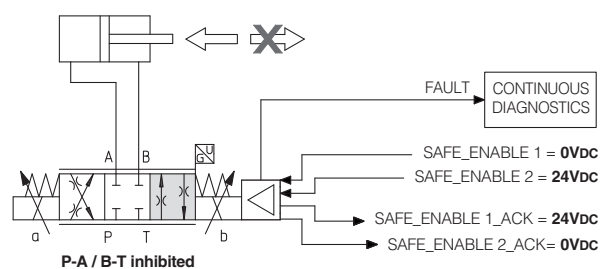 FAULT
CONTINUOUS
DIAGNOSTICS
A B
U
G
SAFE_ENABLE 1 = 0VDC
SAFE_ENABLE 2 = 24VDC
SAFE_ENABLE 1_ACK = 24VDC
SAFE_ENABLE 2_ACK= 0VDC
a P T b
P-A / B-T inhibited